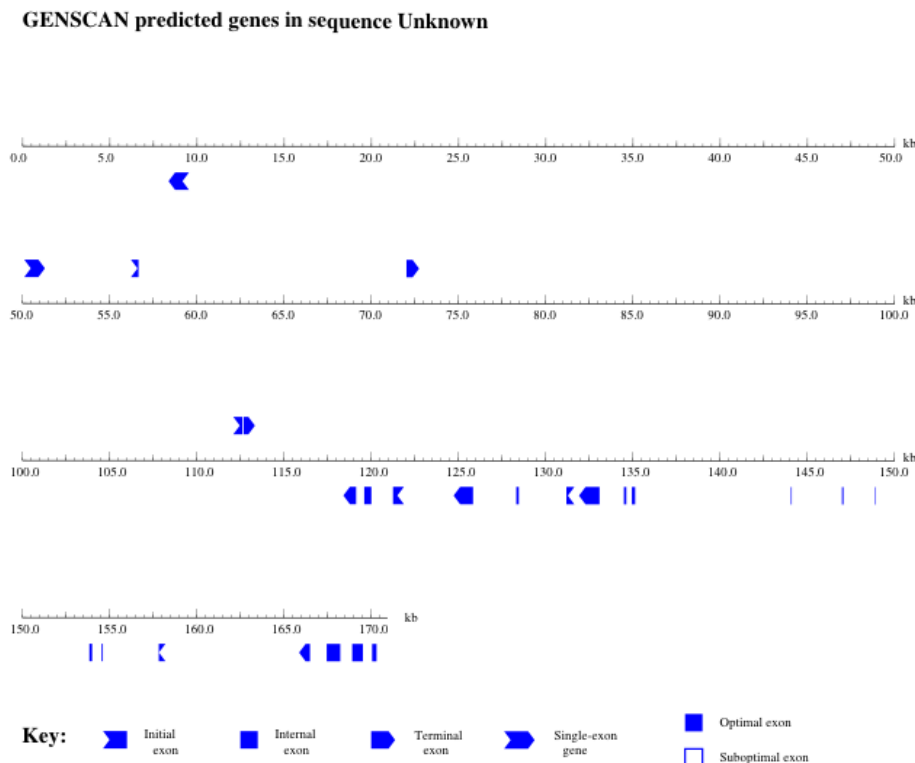 GENSCAN predicted genes in sequence Unknown
kb
0.0 5.0 10.0 15.0 20.0 25.0 30.0 35.0 40.0 45.0 50.0
kb
50.0 55.0 60.0 65.0 70.0 75.0 80.0 85.0 90.0 95.0 100.0
kb
100.0 105.0 110.0 115.0 120.0 125.0 130.0 135.0 140.0 145.0 150.0
kb
150.0 155.0 160.0 165.0 170.0
Key:
Initial
exon
Internal
exon
Terminal
exon
Single-exon
gene
Optimal exon
Suboptimal exon